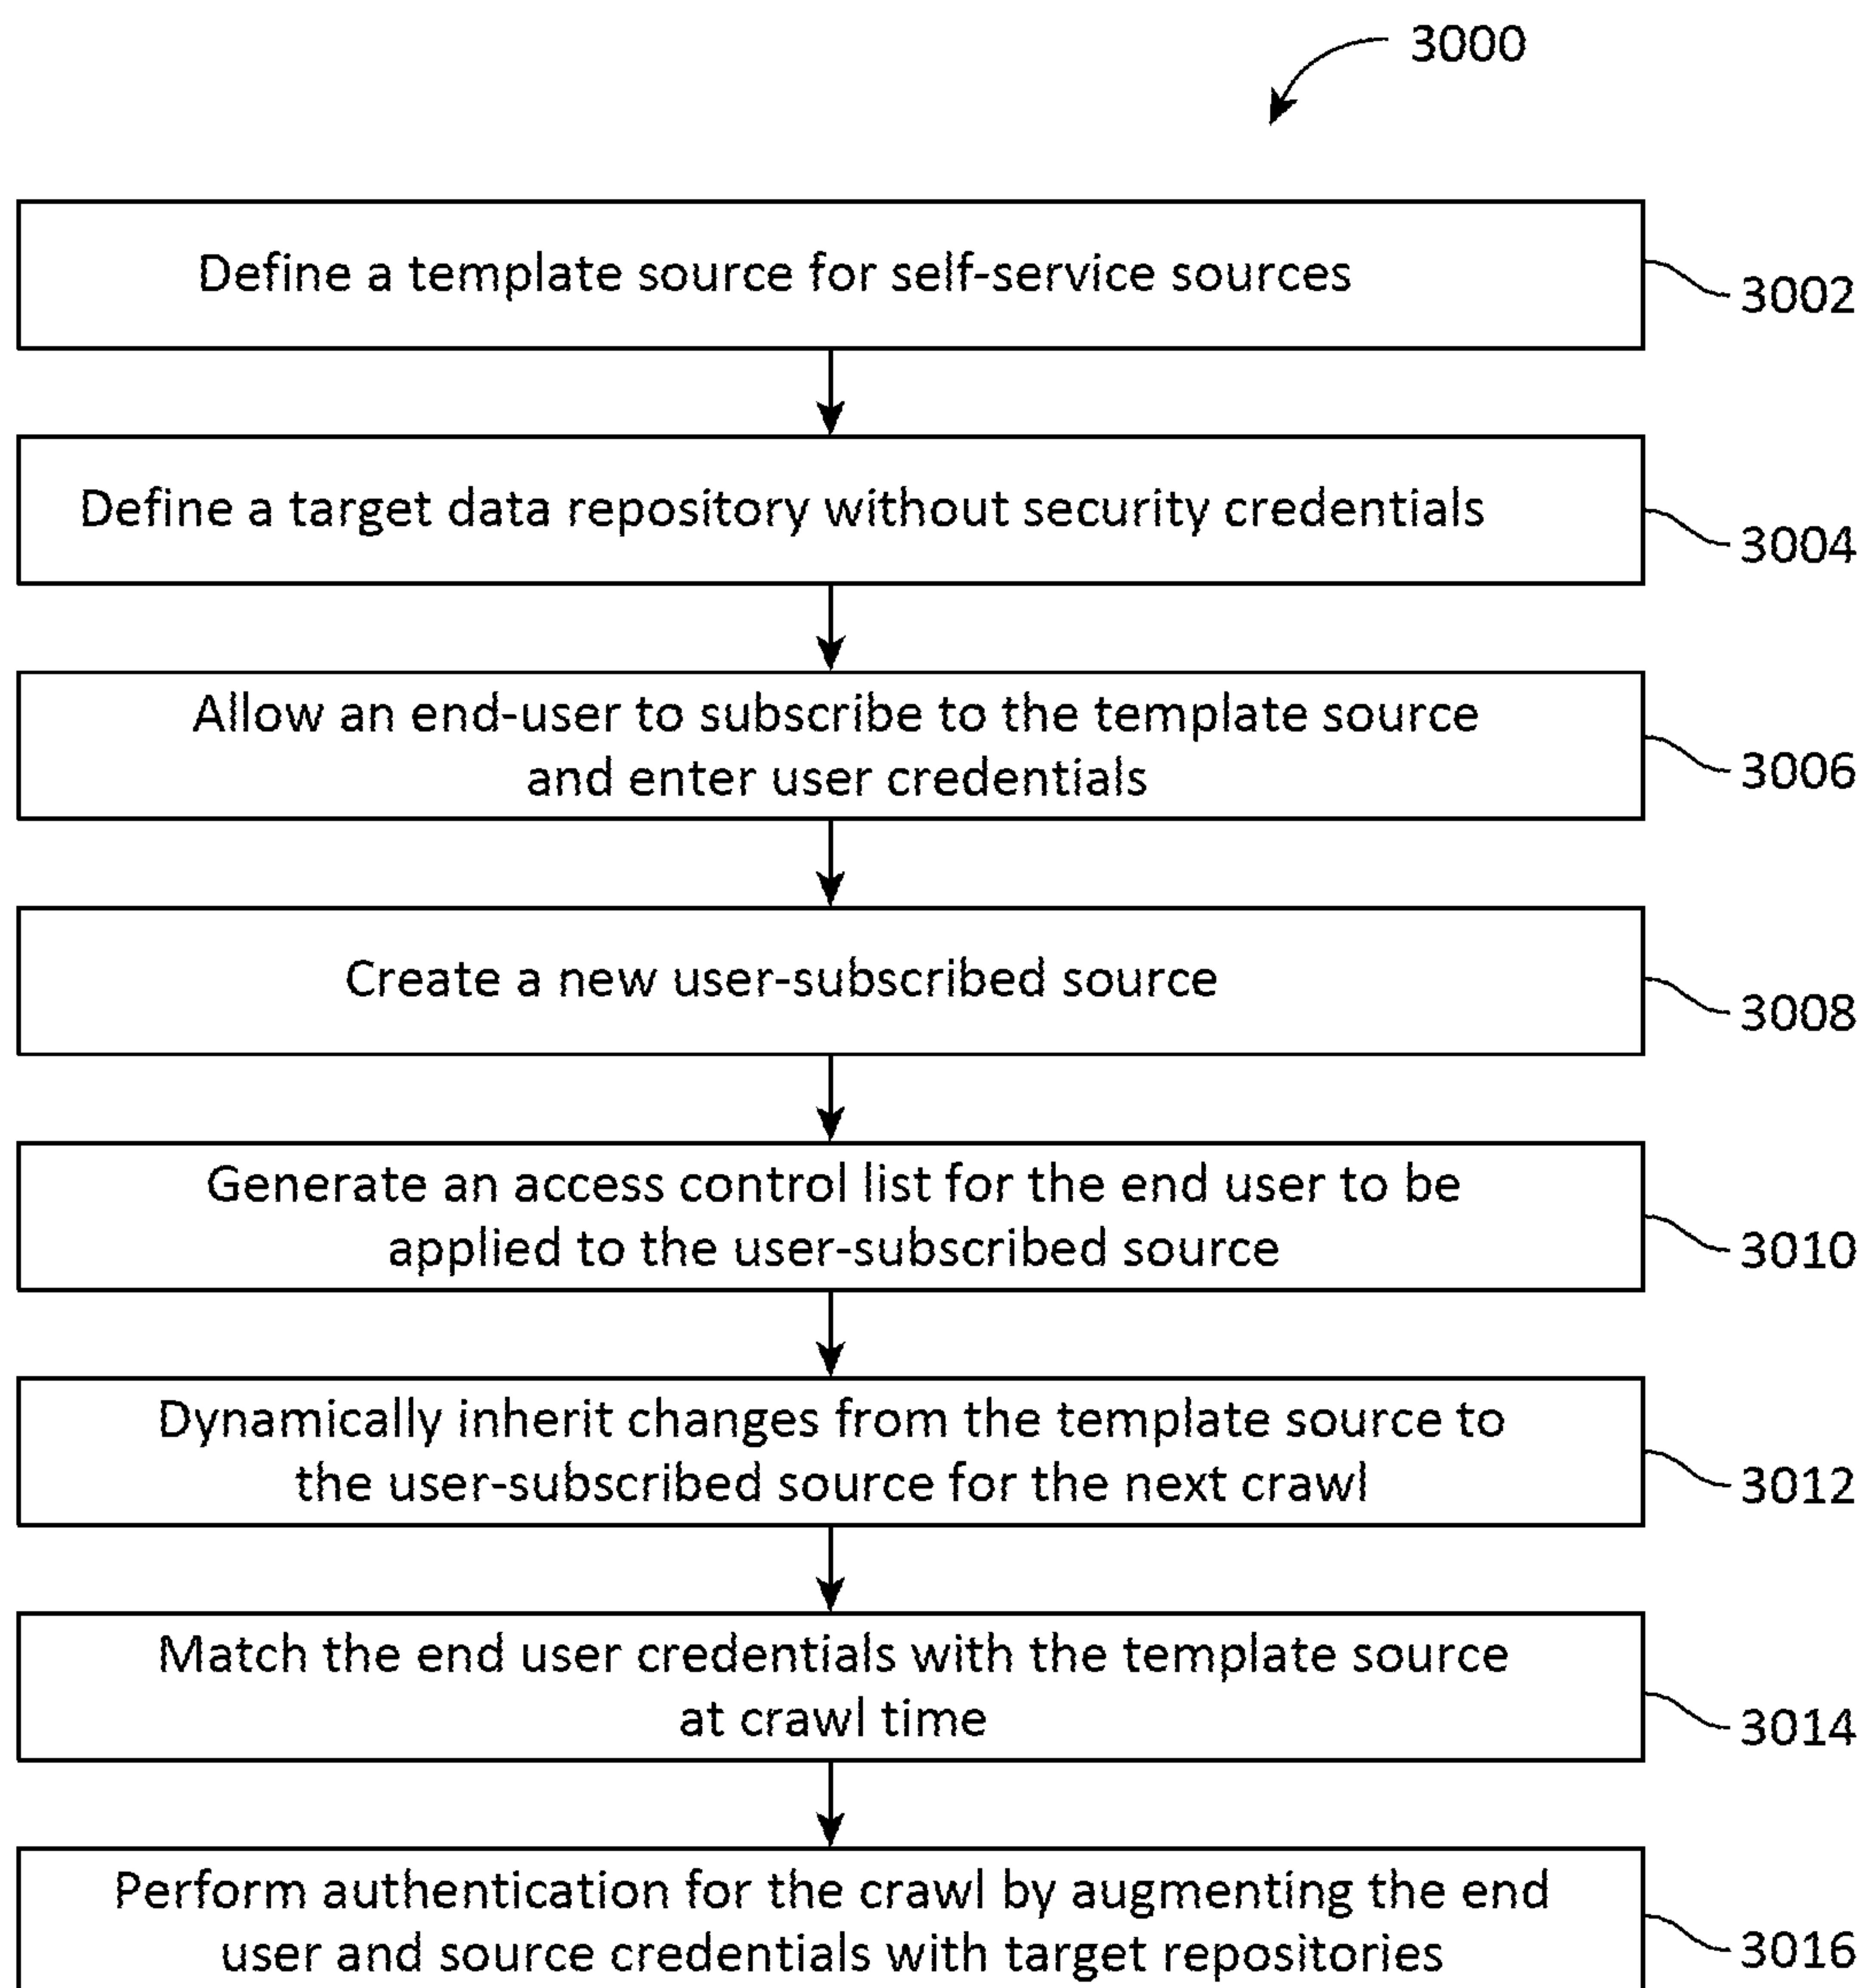 3000
Define a template source for self-service sources
3002
Define a target data repository without security credentials
3004
Allow an end-user to subscribe to the template source
and enter user credentials
3006
Create a new user-subscribed source
3008
Generate an access control list for the end user to be
applied to the user-subscribed source
3010
Dynamically inherit changes from the template source to
the user-subscribed source for the next crawl
3012
Match the end user credentials with the template source
at crawl time
3014
Perform authentication for the crawl by augmenting the end
user and source credentials with target repositories
3016